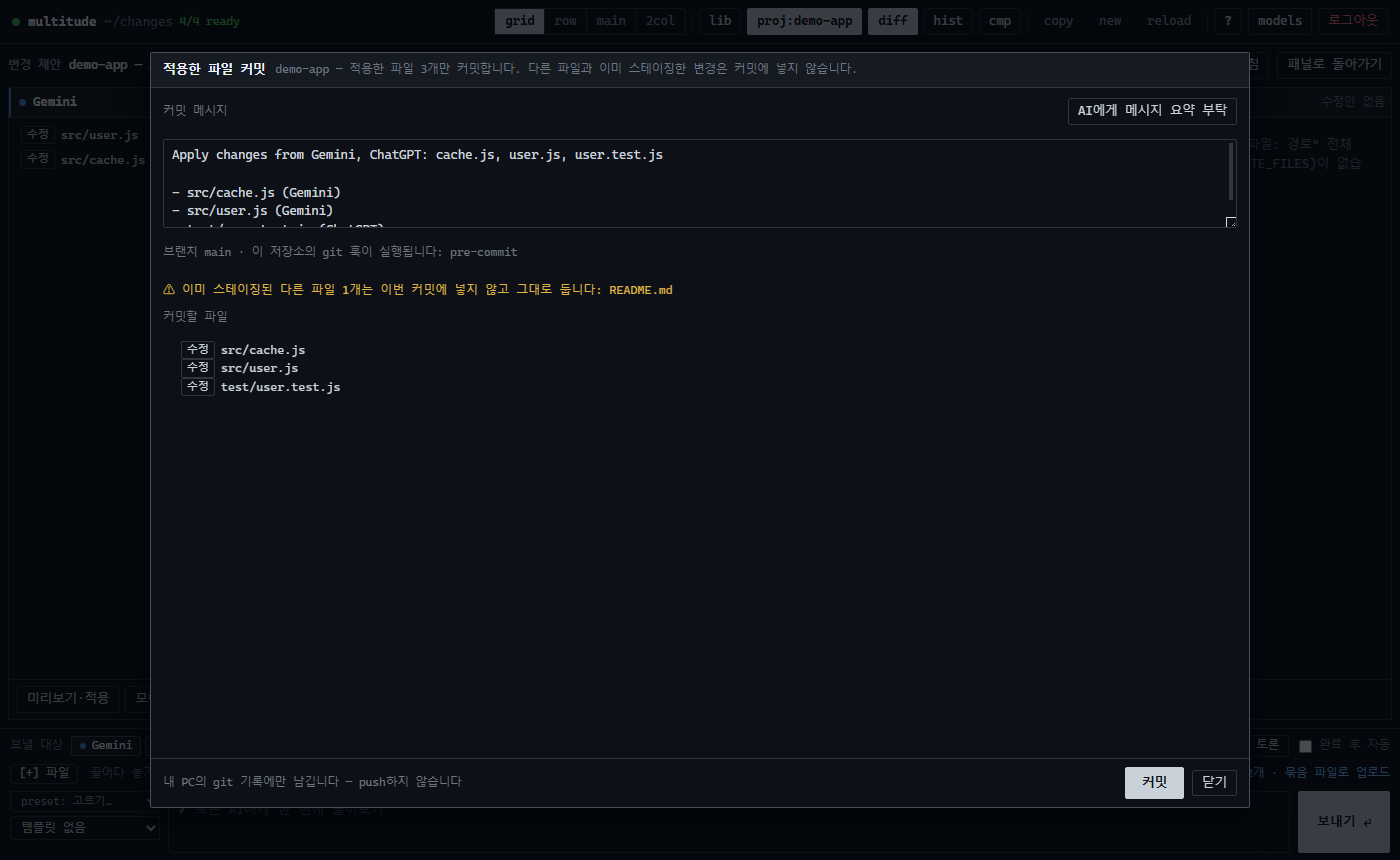 multitude ~/changes 4/4 ready grid row main 2col lib proj:demo-app diff hist cmp copy new reload ? models 로그아웃
변경 제안 demo-app —
패널로 돌아가기
적용한 파일 커밋 demo-app — 적용한 파일 3개만 커밋합니다. 다른 파일과 이미 스테이징한 변경은 커밋에 넣지 않습니다.
Gemini
수정안 없음
커밋 메시지
AI에게 메시지 요약 부탁
수정 src/user.js
수정 src/cache.js
파일: 경로" 전체
TE_FILES)이 없습
Apply changes from Gemini, ChatGPT: cache.js, user.js, user.test.js
- src/cache.js (Gemini)
- src/user.js (Gemini)
브랜치 main · 이 저장소의 git 훅이 실행됩니다: pre-commit
⚠ 이미 스테이징된 다른 파일 1개는 이번 커밋에 넣지 않고 그대로 둡니다: README.md
커밋할 파일
수정 src/cache.js
수정 src/user.js
수정 test/user.test.js
미리보기·적용
보낼 대상 Gemini
토론 완료 후 자동
[+] 파일 끌어다
· 묶음 파일로 업로드
내 PC의 git 기록에만 남깁니다 — push하지 않습니다
커밋 닫기
preset: 고르기…
템플릿 없음
보내기 ⏎